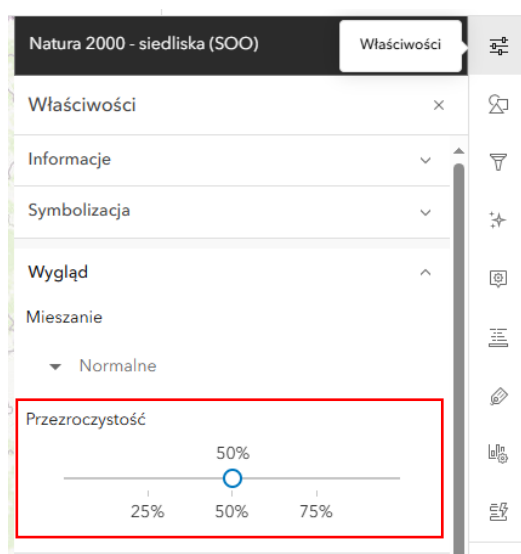 Natura 2000 - siedliska (SOO)
Właściwości
Właściwości
Informacje
Symbolizacja
Wygląd
Mieszanie
Normalne
Przezroczystość
50%
25% 50% 75%